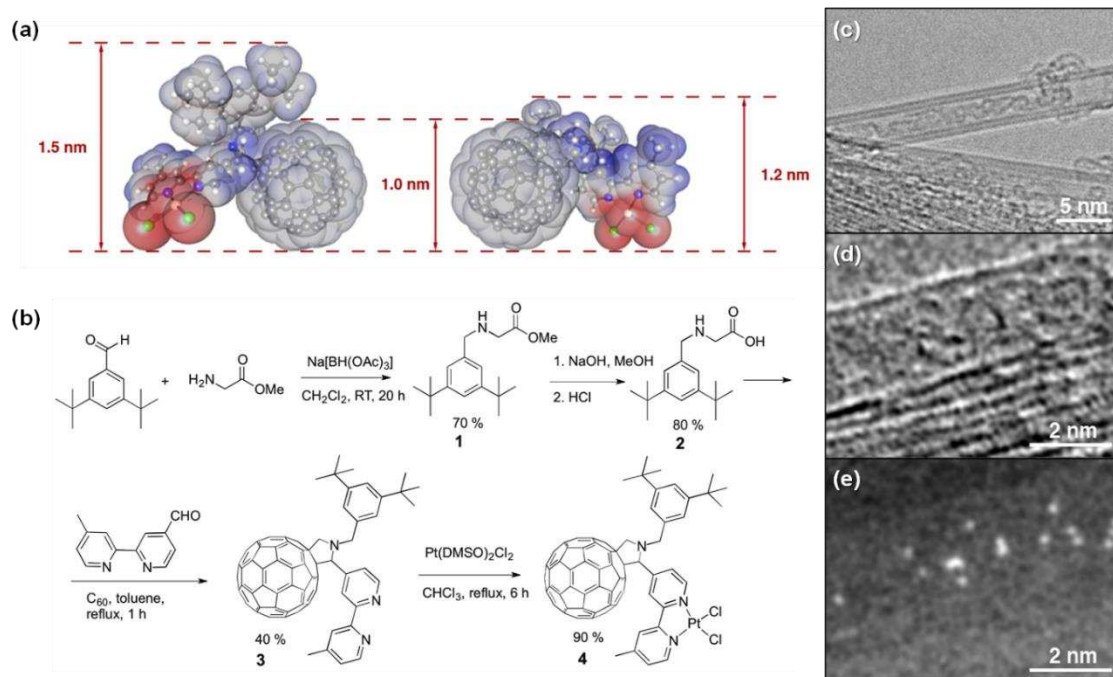 (a)
1.5 nm
1.0 nm
1.2 nm
(b)
O
H
+
H₂N
O
OMe
Na[BH(OAc)₃]
CH₂Cl₂, RT, 20 h
HN
O
OMe
70 %
1
1. NaOH, MeOH
2. HCl
HN
O
OH
80 %
2
CHO
N
N
C₆₀, toluene,
reflux, 1 h
N
N
N
40 %
3
Pt(DMSO)₂Cl₂
CHCl₃, reflux, 6 h
N
N
N
Pt
Cl
Cl
90 %
4
(c)
5 nm
(d)
2 nm
(e)
2 nm